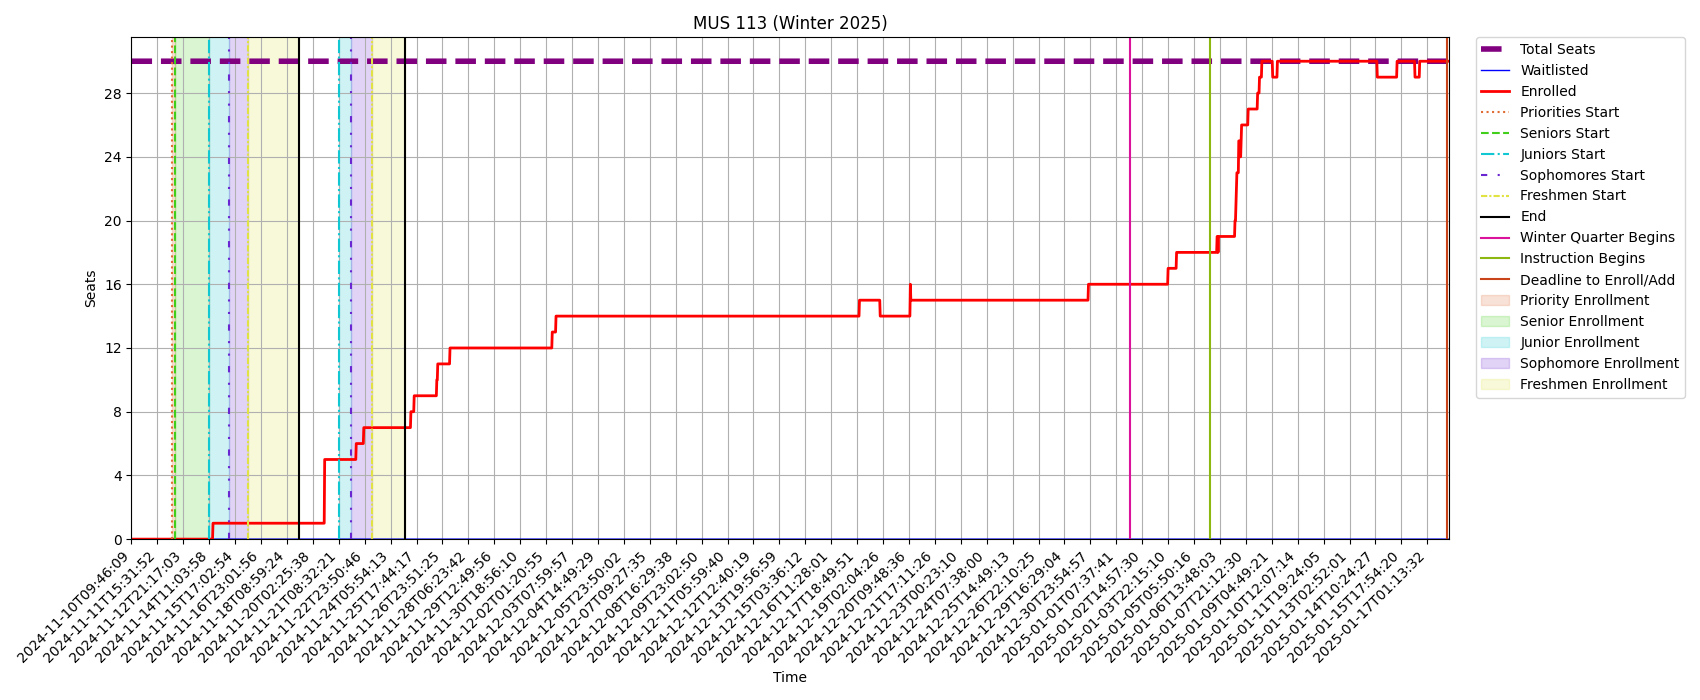 MUS 113 (Winter 2025)
Seats
28
24
20
16
12
8
4
0
2024-11-10T09:46:09
2024-11-11T15:31:52
2024-11-12T21:17:03
2024-11-14T11:03:58
2024-11-15T17:02:54
2024-11-16T23:01:56
2024-11-18T08:59:24
2024-11-20T02:25:38
2024-11-21T08:32:21
2024-11-22T23:50:46
2024-11-24T05:54:13
2024-11-25T17:44:17
2024-11-26T23:51:25
2024-11-28T06:23:42
2024-11-29T12:49:56
2024-11-30T18:56:10
2024-12-02T01:20:55
2024-12-03T07:59:57
2024-12-04T14:49:29
2024-12-05T23:50:02
2024-12-07T09:27:35
2024-12-08T16:29:38
2024-12-09T23:02:50
2024-12-11T05:59:40
2024-12-12T12:40:19
2024-12-13T19:56:59
2024-12-15T03:36:12
2024-12-16T11:28:01
2024-12-17T18:49:51
2024-12-19T02:04:26
2024-12-20T09:48:36
2024-12-21T17:11:26
2024-12-23T00:23:10
2024-12-24T07:38:00
2024-12-25T14:49:13
2024-12-26T22:10:25
2024-12-29T16:29:04
2024-12-30T23:54:57
2025-01-01T07:37:41
2025-01-02T14:57:30
2025-01-03T22:15:10
2025-01-05T05:50:16
2025-01-06T13:48:03
2025-01-07T21:12:30
2025-01-09T04:49:21
2025-01-10T12:07:14
2025-01-11T19:24:05
2025-01-13T02:52:01
2025-01-14T10:24:27
2025-01-15T17:54:20
2025-01-17T01:13:32
Time
Total Seats
Waitlisted
Enrolled
Priorities Start
Seniors Start
Juniors Start
Sophomores Start
Freshmen Start
End
Winter Quarter Begins
Instruction Begins
Deadline to Enroll/Add
Priority Enrollment
Senior Enrollment
Junior Enrollment
Sophomore Enrollment
Freshmen Enrollment